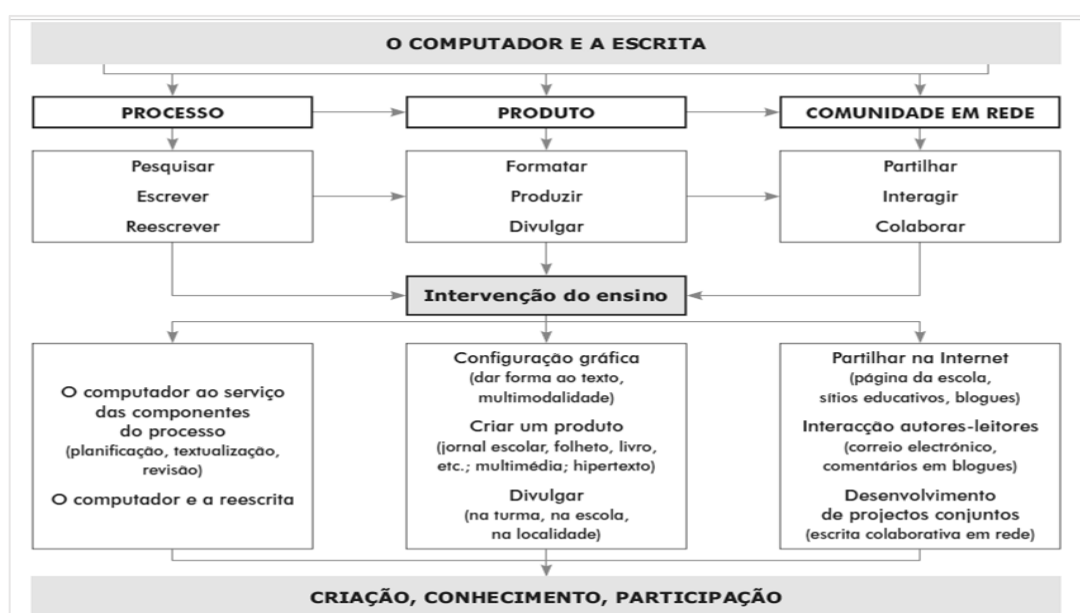 O COMPUTADOR E A ESCRITA
PROCESSO
PRODUTO
COMUNIDADE EM REDE
Pesquisar
Escrever
Reescrever
Formatar
Produzir
Divulgar
Partilhar
Interagir
Colaborar
Intervenção do ensino
O computador ao serviço
das componentes
do processo
(planificação, textualização,
revisão)
O computador e a reescrita
Configuração gráfica
(dar forma ao texto,
multimodalidade)
Criar um produto
(jornal escolar, folheto, livro,
etc.; multimédia; hipertexto)
Divulgar
(na turma, na escola,
na localidade)
Partilhar na Internet
(página da escola,
sítios educativos, blogues)
Interacção autores-leitores
(correio electrónico,
comentários em blogues)
Desenvolvimento
de projectos conjuntos
(escrita colaborativa em rede)
CRIAÇÃO, CONHECIMENTO, PARTICIPAÇÃO